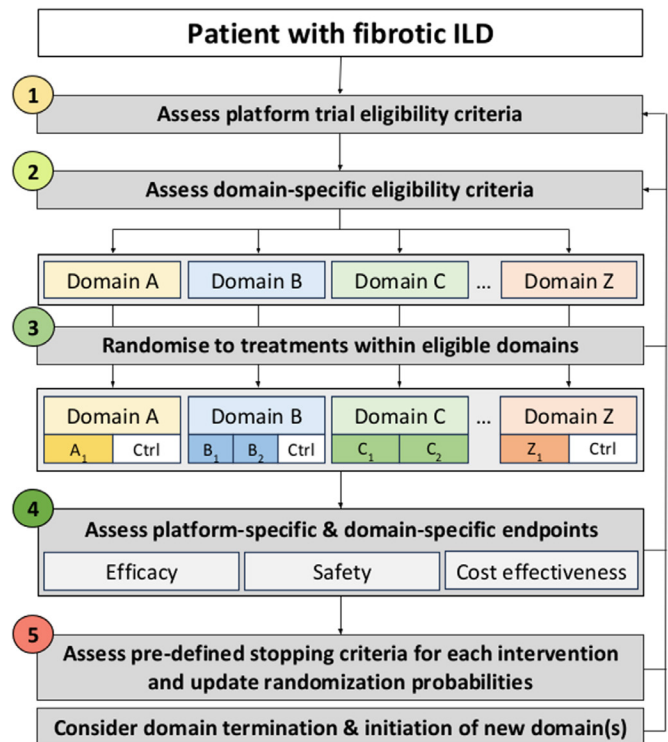 Patient with fibrotic ILD
1
Assess platform trial eligibility criteria
2
Assess domain-specific eligibility criteria
Domain A Domain B Domain C ... Domain Z
3
Randomise to treatments within eligible domains
Domain A Domain B Domain C ... Domain Z
A₁ Ctrl B₁ B₂ Ctrl C₁ C₂ Z₁ Ctrl
4
Assess platform-specific & domain-specific endpoints
Efficacy Safety Cost effectiveness
5
Assess pre-defined stopping criteria for each intervention
and update randomization probabilities
Consider domain termination & initiation of new domain(s)